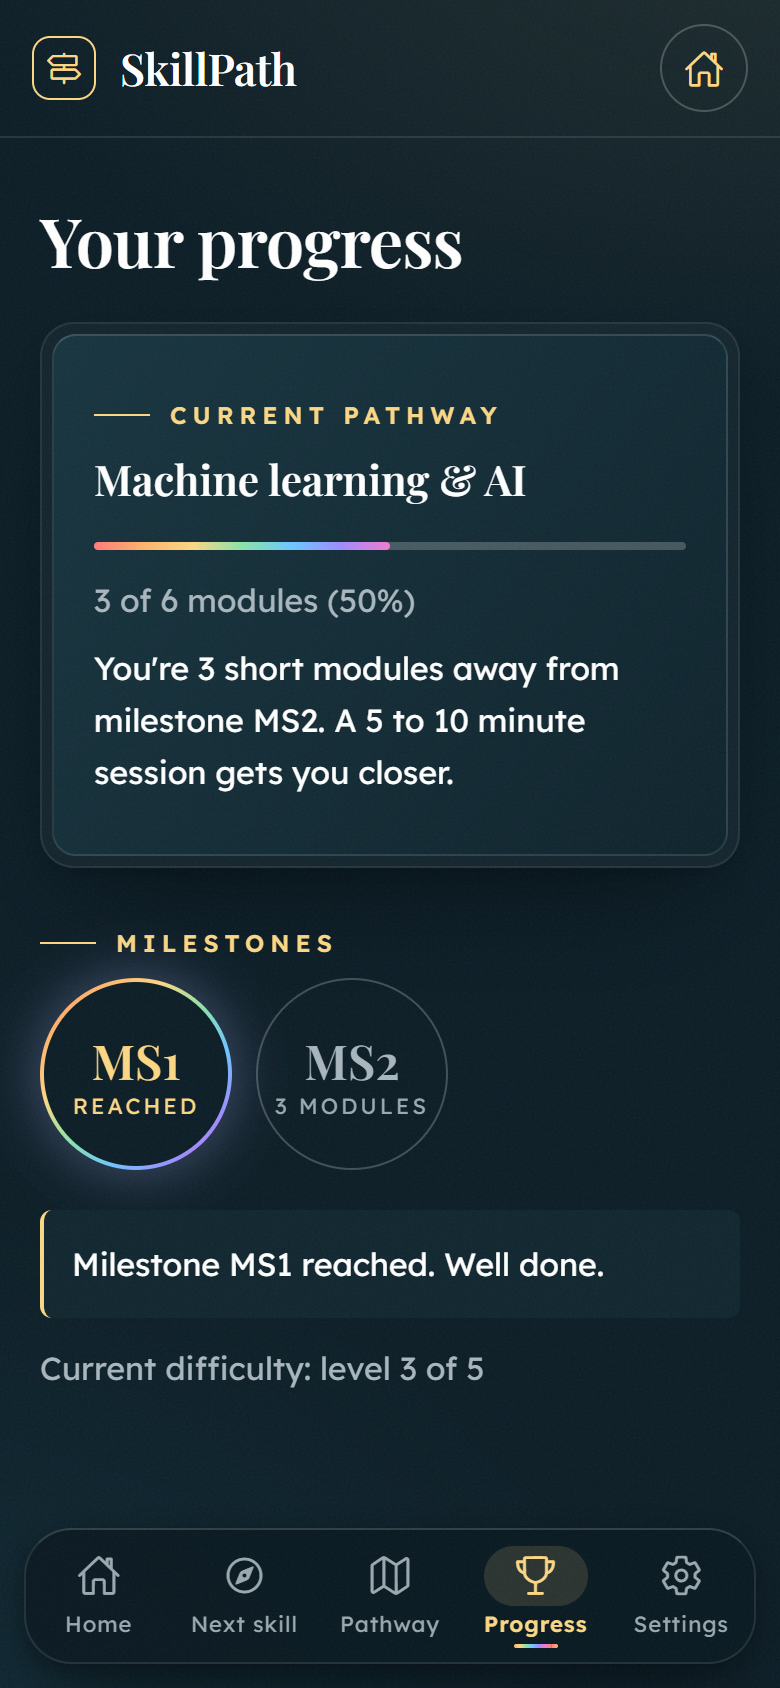 SkillPath
Your progress
CURRENT PATHWAY
Machine learning & AI
3 of 6 modules (50%)
You're 3 short modules away from
milestone MS2. A 5 to 10 minute
session gets you closer.
MILESTONES
MS1
REACHED
MS2
3 MODULES
Milestone MS1 reached. Well done.
Current difficulty: level 3 of 5
Home
Next skill
Pathway
Progress
Settings